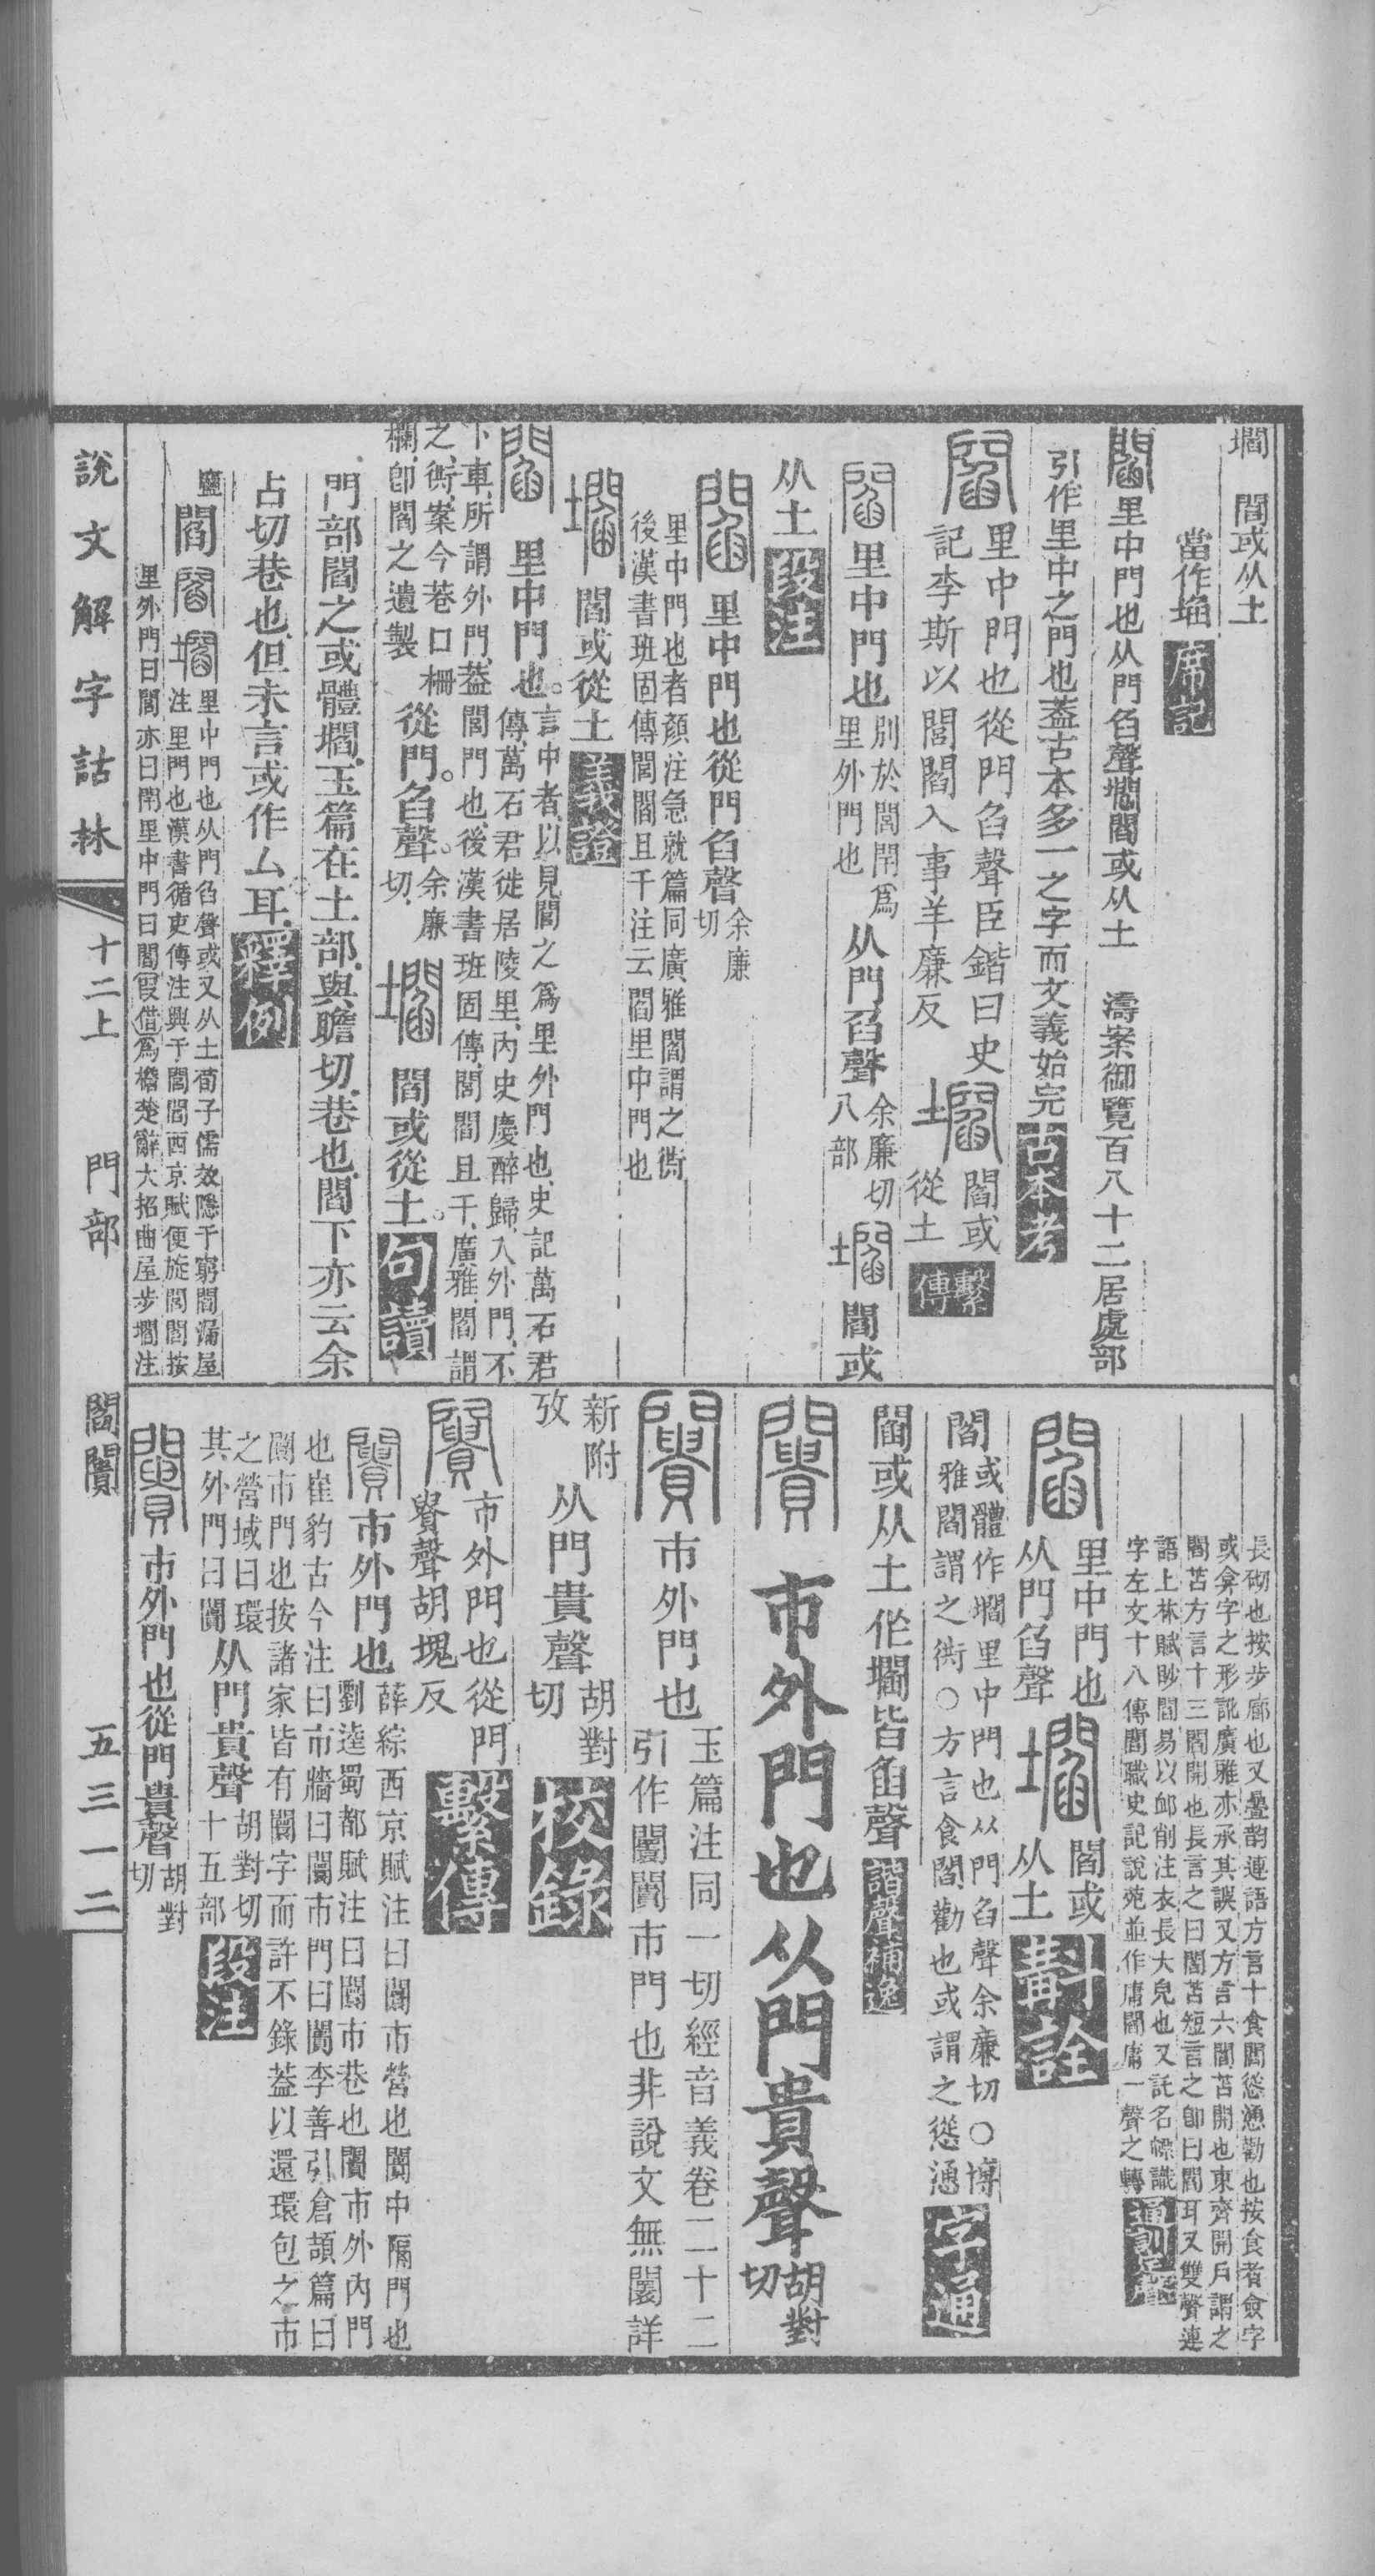 壛　閻或从土
當作壛席記
閻里中門也从門臽聲壛閻或从土　濤案御覽百八十二居處部
引作里中之門也葢古本多一之字而文義始完古本考
閻里中門也從門臽聲臣鍇曰史
記李斯以閭閻入事羊廉反
壛閻或
從土
繫傳
閻里中門也
別於閭閈爲
里外門也
从門臽聲
余廉切
八部
壛閻或
从土段注
閻里中門也從門臽聲
余廉
切
里中門也者顏注急就篇同廣雅閻謂之衖
後漢書班固傳閭閻且千注云閻里中門也
壛閻或從土義證
閻里中門也。
言中者、以見閭之爲里外門也、史記萬石君
傳、萬石君徙居陵里、內史慶醉歸、入外門、不
下車、所謂外門、葢閭門也、後漢書班固傳、閭閻且千、廣雅、閻謂
之衖、案今巷口柵
欄、卽閻之遺製
從門。臽聲。
余廉
切、
壛閻或從土。句讀
門部閻之或體壛、玉篇在土部、與瞻切、巷也、閻下亦云余
占切巷也、但未言或作厶耳、釋例
鹽
閻閻壛里中門也从門臽聲或又从土荀子儒效隱于窮閻漏屋
注里門也漢書循吏傳注興于閭閻西京賦便旋閭閻按
里外門曰閭亦曰閈里中門曰閻叚借爲檐楚辭大招曲屋步壛注
長砌也按步廊也又疊韵連語方言十食閻慫慂勸也按食者僉字
或弇字之形訛廣雅亦承其誤又方言六閻苫開也東齊開戶謂之
閻苫方言十三閻開也長言之曰閻苫短言之卽曰閻耳又雙聲連
語上林賦眇閻易以卹削注衣長大皃也又託名幖識
字左文十八傳閻職史記說苑並作庸閻庸一聲之轉
通訓定聲
閻里中門也
从門臽聲
壛閻或
从土
斠詮
閻或體作壛里中門也从門臽聲余廉切○博
雅閻謂之衖○方言食閻勸也或謂之慫慂
字通
閻或从土作壛皆臽聲諧聲補逸
闠市外門也从門貴聲
胡對
切
闠市外門也
玉篇注同一切經音義卷二十二
引作闤闠市門也非說文無闤詳
新附
攷
从門貴聲
胡對
切
校錄
闠市外門也從門
貴聲胡塊反
繫傳
闠市外門也
薛綜西京賦注曰闤市營也闠中隔門也
劉逵蜀都賦注曰闤市巷也闠市外內門
也崔豹古今注曰市牆曰闤市門曰闠李善引倉頡篇曰
闤市門也按諸家皆有闤字而許不錄葢以還環包之市
之營域曰環
其外門曰闠
从門貴聲
胡對切
十五部
段注
闠市外門也從門貴聲
胡對
切
說文解字詁林
十二上　門部　閻闠　五三一二